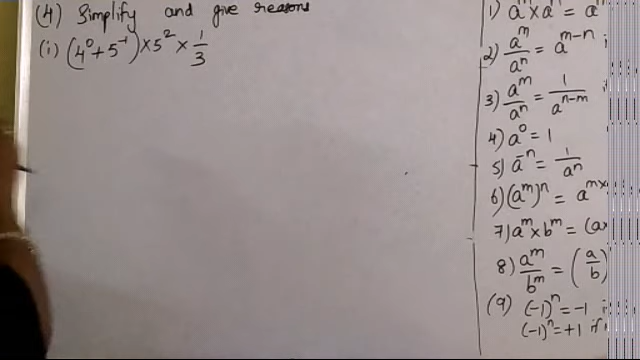 (4) Simplify and give reasons
(i) (4⁰+5⁻¹)×5²×1/3
1) aᵐ×aⁿ = a
2) aᵐ/aⁿ = aᵐ⁻ⁿ
3) aᵐ/aⁿ = 1/aⁿ⁻ᵐ
4) a⁰ = 1
5) a⁻ⁿ = 1/aⁿ
6) (aᵐ)ⁿ = aᵐˣ
7) aᵐ×bᵐ = (a×
8) aᵐ/bᵐ = (a/b)
(9) (-1)ⁿ = -1
(-1)ⁿ = +1 if